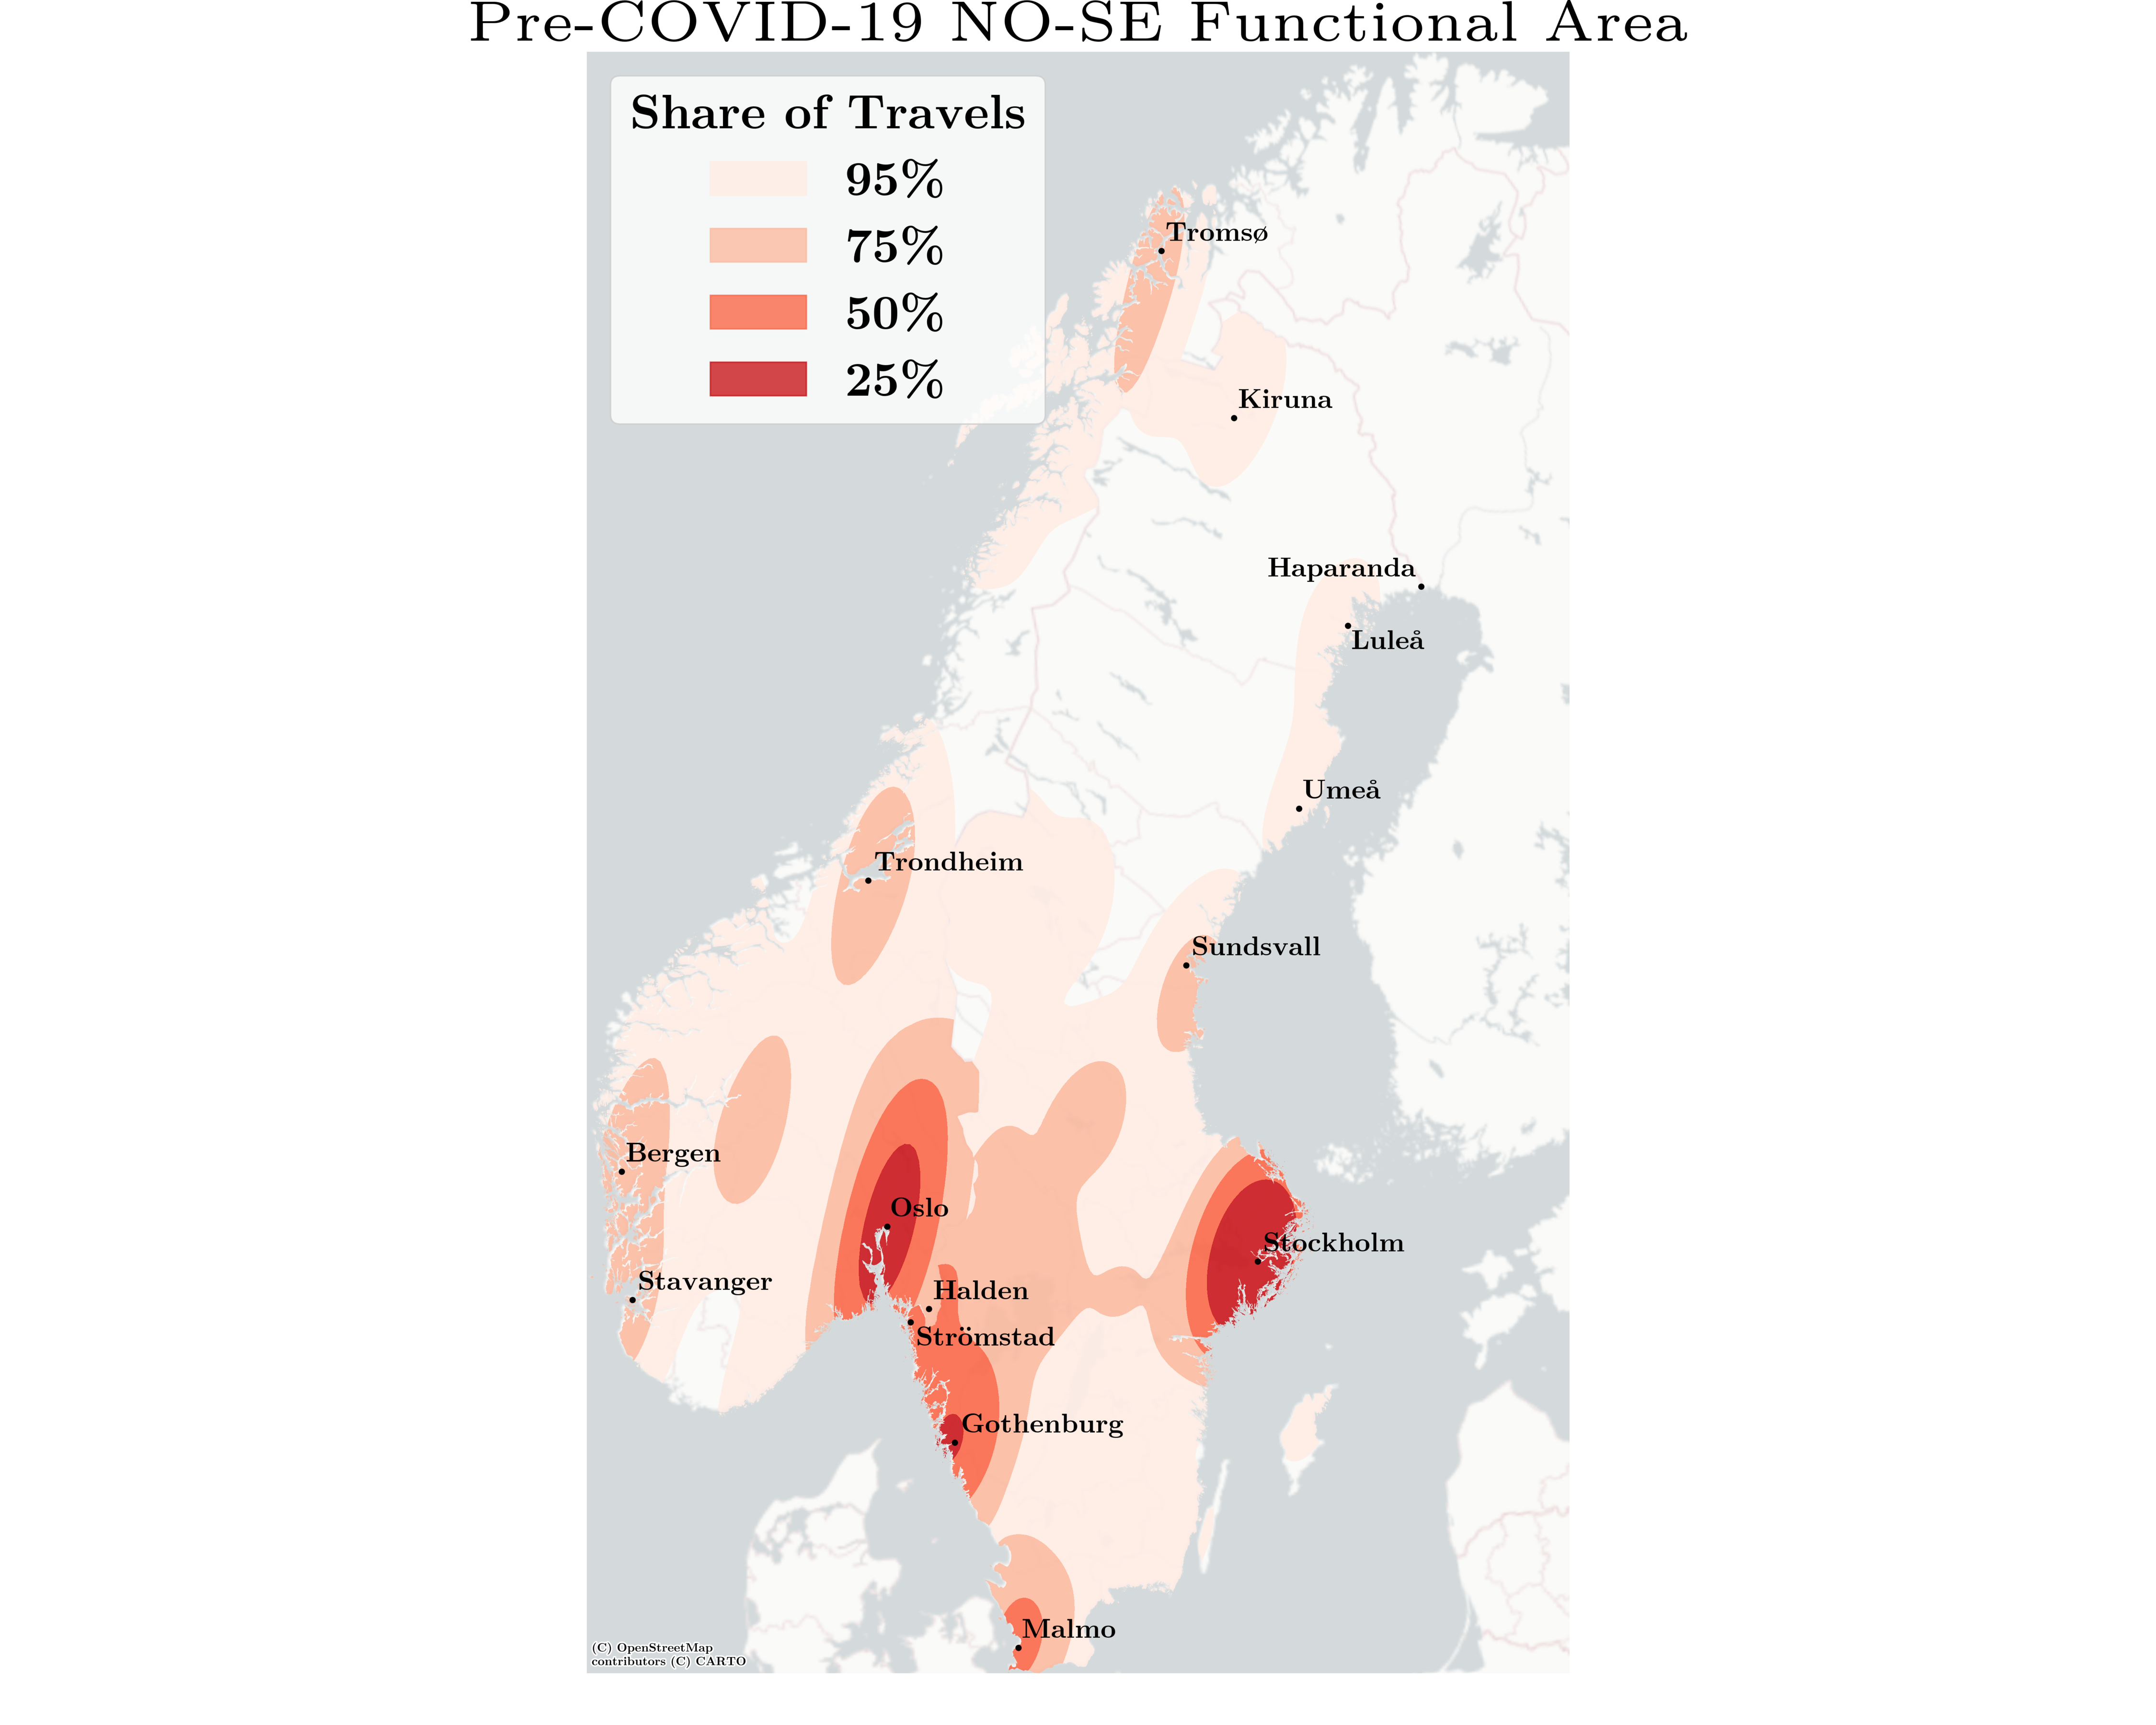 Pre-COVID-19 NO-SE Functional Area
Share of Travels
95%
75%
50%
25%
Tromsø
Kiruna
Haparanda
Luleå
Umeå
Trondheim
Sundsvall
Bergen
Oslo
Stockholm
Stavanger
Halden
Strömstad
Gothenburg
Malmo
(C) OpenStreetMap
contributors (C) CARTO